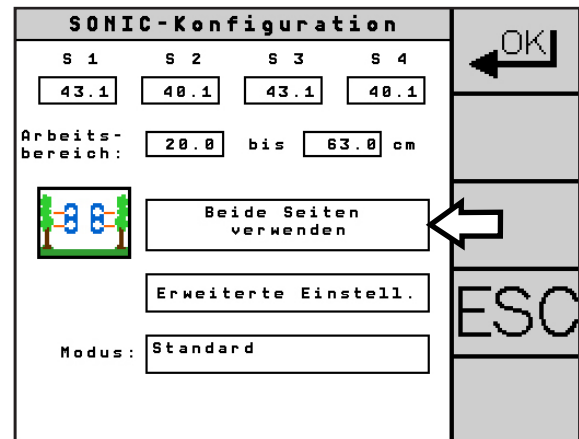 SONIC-Konfiguration
S 1 S 2 S 3 S 4
43.1 40.1 43.1 40.1
Arbeits-
bereich: 20.0 bis 63.0 cm
Beide Seiten
verwenden
Erweiterte Einstell.
Modus: Standard
OK
ESC